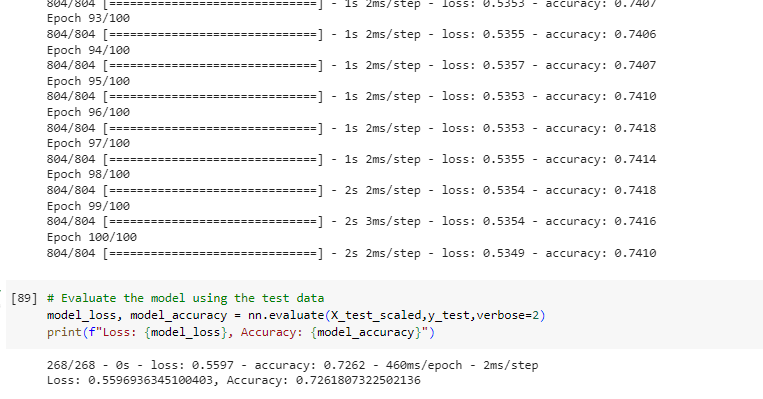 804/804 [==============================] - 1s 2ms/step - loss: 0.5353 - accuracy: 0.7407
Epoch 93/100
804/804 [==============================] - 1s 2ms/step - loss: 0.5355 - accuracy: 0.7406
Epoch 94/100
804/804 [==============================] - 1s 2ms/step - loss: 0.5357 - accuracy: 0.7407
Epoch 95/100
804/804 [==============================] - 1s 2ms/step - loss: 0.5353 - accuracy: 0.7410
Epoch 96/100
804/804 [==============================] - 1s 2ms/step - loss: 0.5353 - accuracy: 0.7418
Epoch 97/100
804/804 [==============================] - 1s 2ms/step - loss: 0.5355 - accuracy: 0.7414
Epoch 98/100
804/804 [==============================] - 2s 2ms/step - loss: 0.5354 - accuracy: 0.7418
Epoch 99/100
804/804 [==============================] - 2s 3ms/step - loss: 0.5354 - accuracy: 0.7416
Epoch 100/100
804/804 [==============================] - 2s 2ms/step - loss: 0.5349 - accuracy: 0.7410
[89] # Evaluate the model using the test data
model_loss, model_accuracy = nn.evaluate(X_test_scaled,y_test,verbose=2)
print(f"Loss: {model_loss}, Accuracy: {model_accuracy}")
268/268 - 0s - loss: 0.5597 - accuracy: 0.7262 - 460ms/epoch - 2ms/step
Loss: 0.5596936345100403, Accuracy: 0.7261807322502136